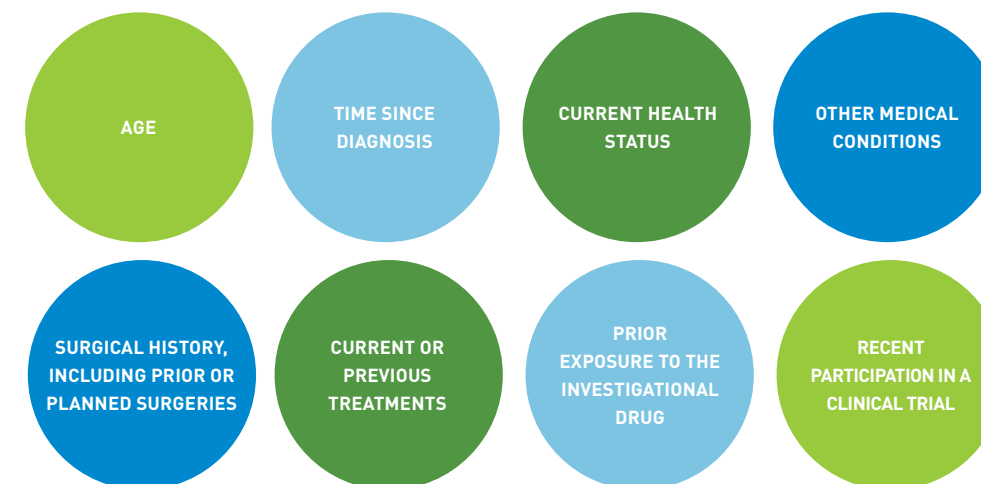 AGE
TIME SINCE
DIAGNOSIS
CURRENT HEALTH
STATUS
OTHER MEDICAL
CONDITIONS
SURGICAL HISTORY,
INCLUDING PRIOR OR
PLANNED SURGERIES
CURRENT OR
PREVIOUS
TREATMENTS
PRIOR
EXPOSURE TO THE
INVESTIGATIONAL
DRUG
RECENT
PARTICIPATION IN A
CLINICAL TRIAL